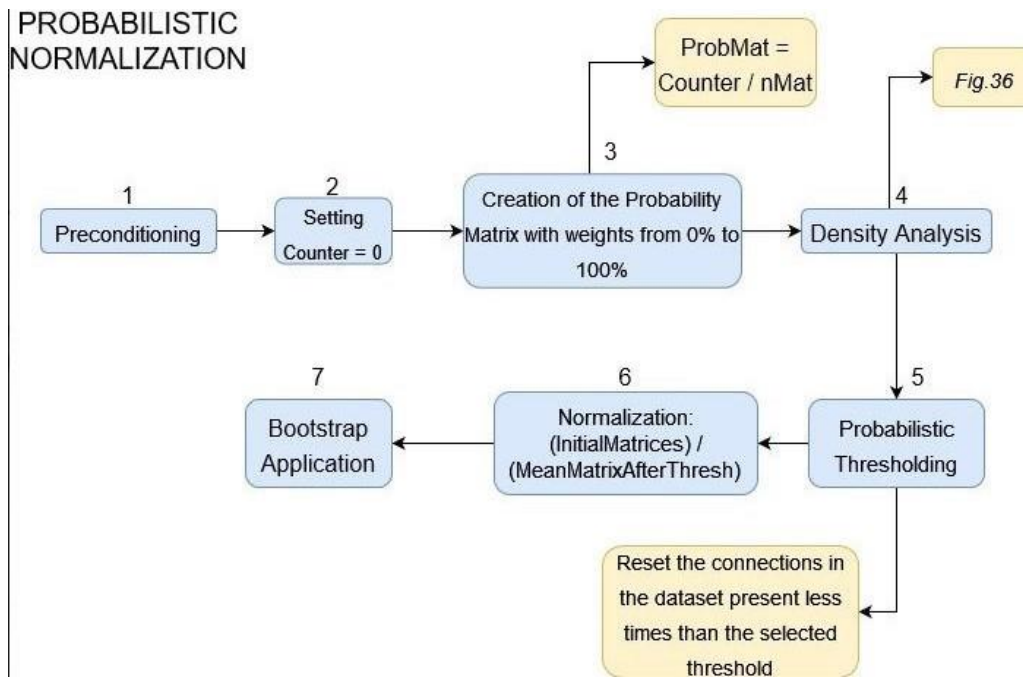 PROBABILISTIC
NORMALIZATION
ProbMat =
Counter / nMat
Fig.36
3
1
2
4
Preconditioning
Setting
Counter = 0
Creation of the Probability
Matrix with weights from 0% to
100%
Density Analysis
7
6
5
Bootstrap
Application
Normalization:
(InitialMatrices) /
(MeanMatrixAfterThresh)
Probabilistic
Thresholding
Reset the connections in
the dataset present less
times than the selected
threshold